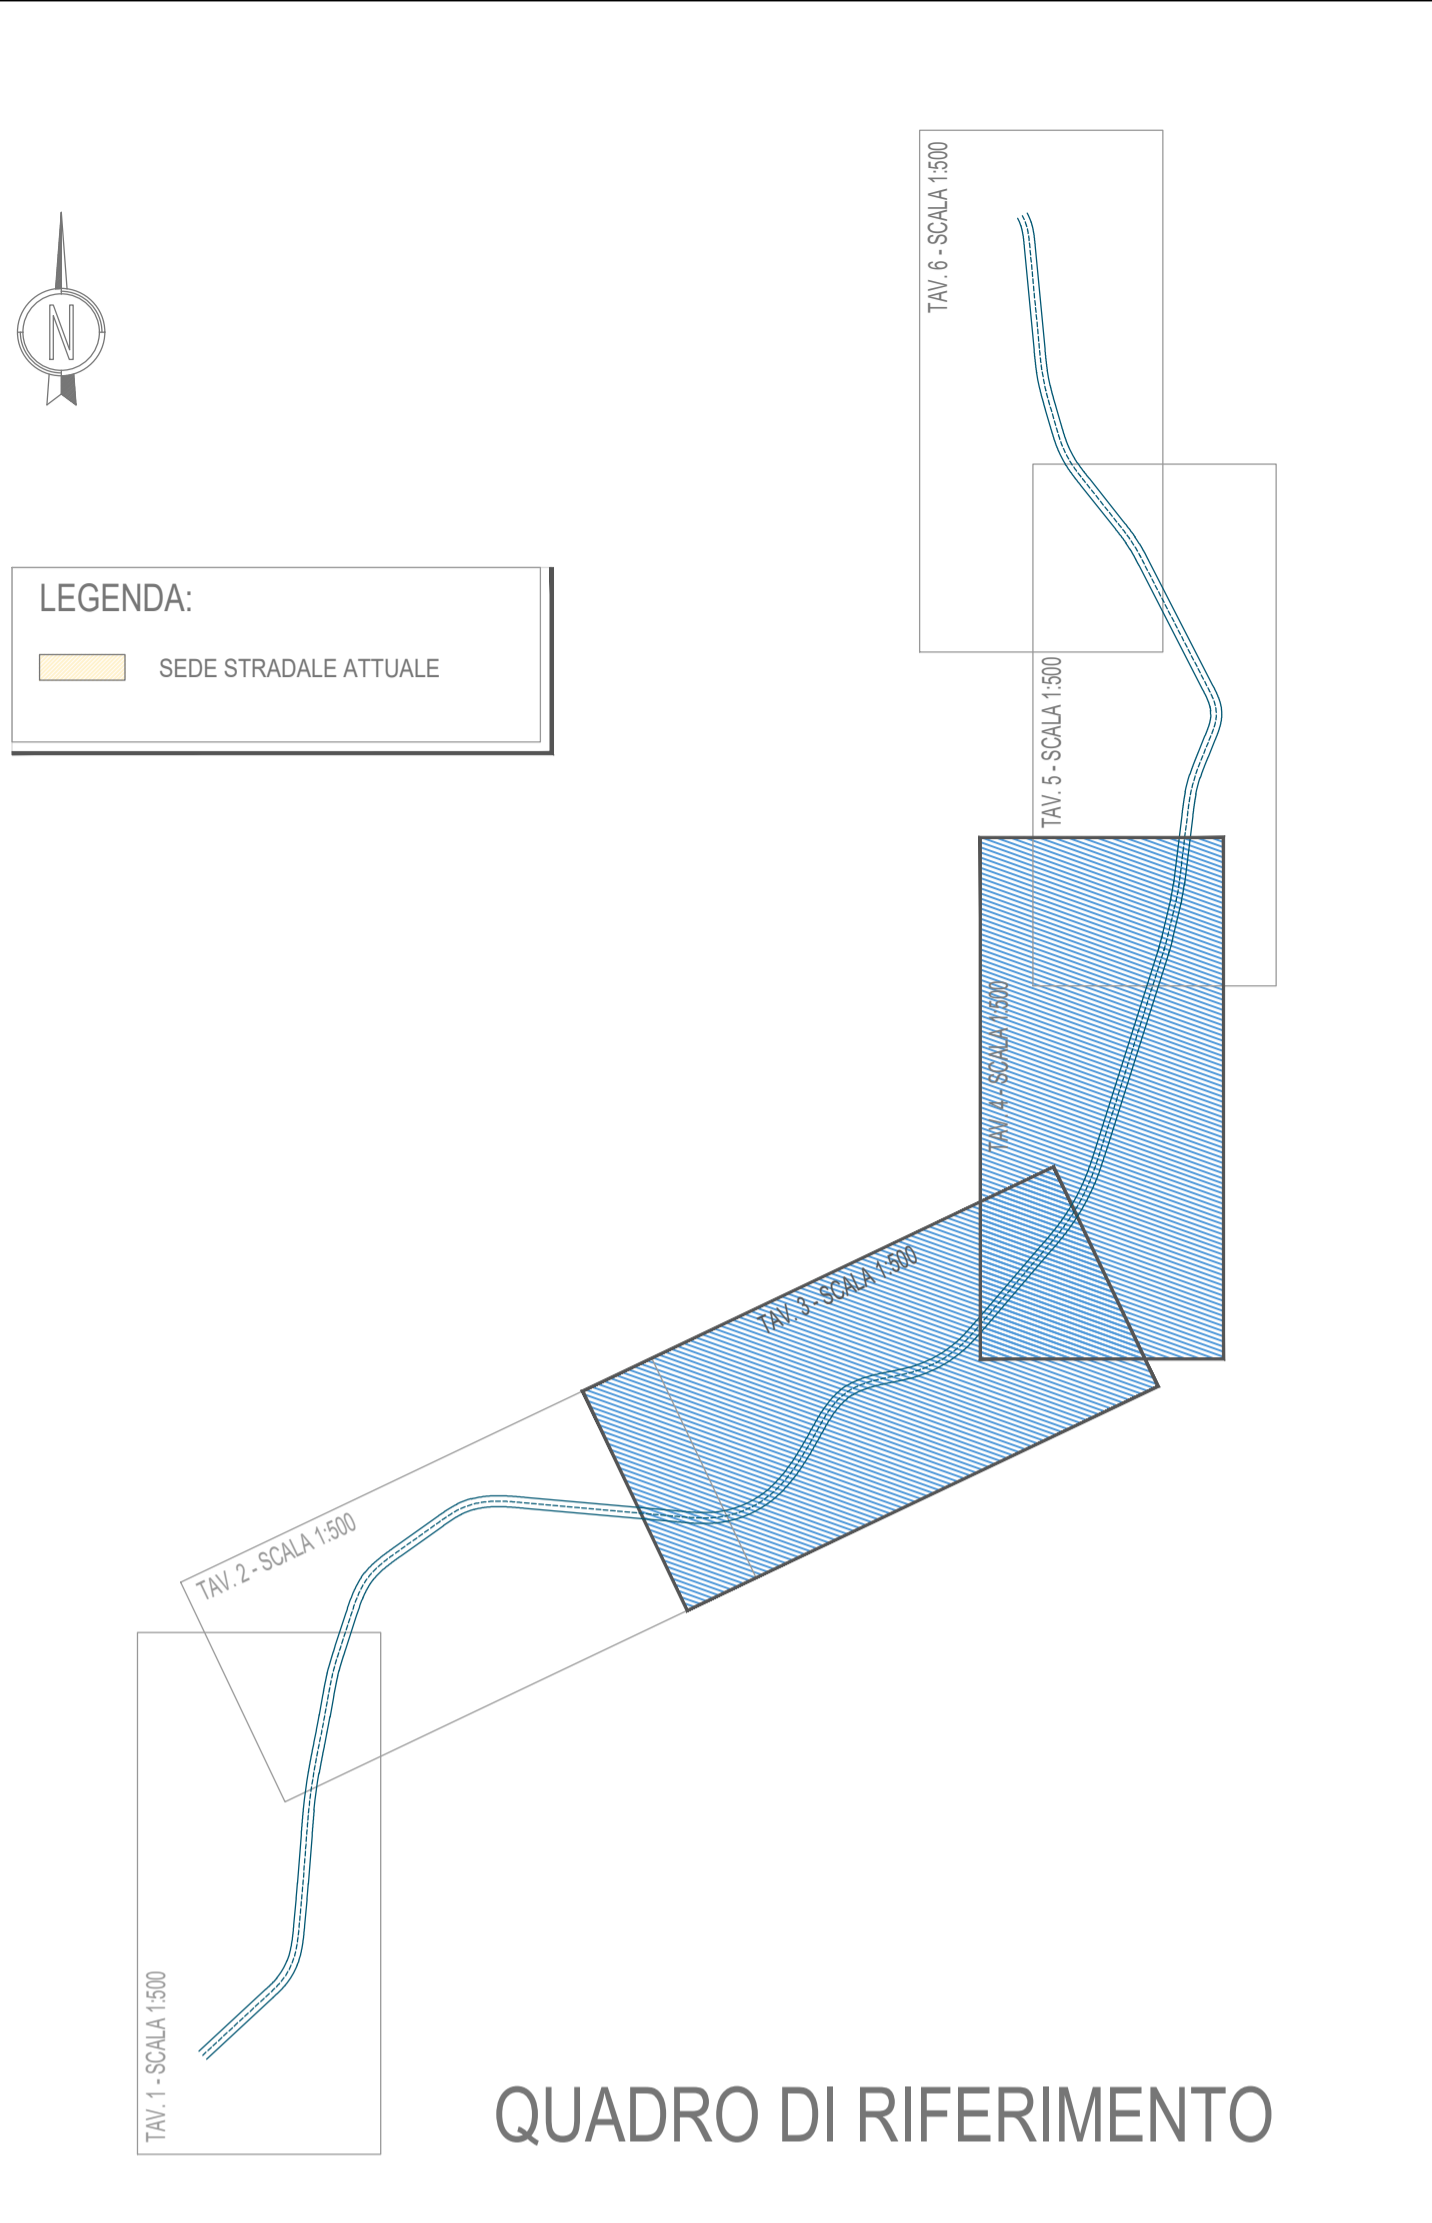 TAV. 6 - SCALA 1:500
N
LEGENDA:
SEDE STRADALE ATTUALE
TAV. 5 - SCALA 1:500
TAV. 4 - SCALA 1:500
TAV. 3 - SCALA 1:500
TAV. 2 - SCALA 1:500
TAV. 1 - SCALA 1:500
QUADRO DI RIFERIMENTO